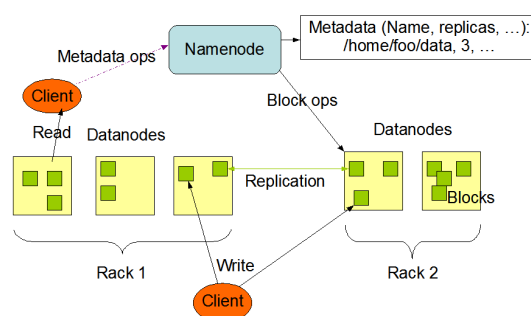 Metadata (Name, replicas, …):
/home/foo/data, 3, …
Namenode
Metadata ops
Client
Block ops
Read
Datanodes
Datanodes
Replication
Blocks
Rack 1
Write
Rack 2
Client